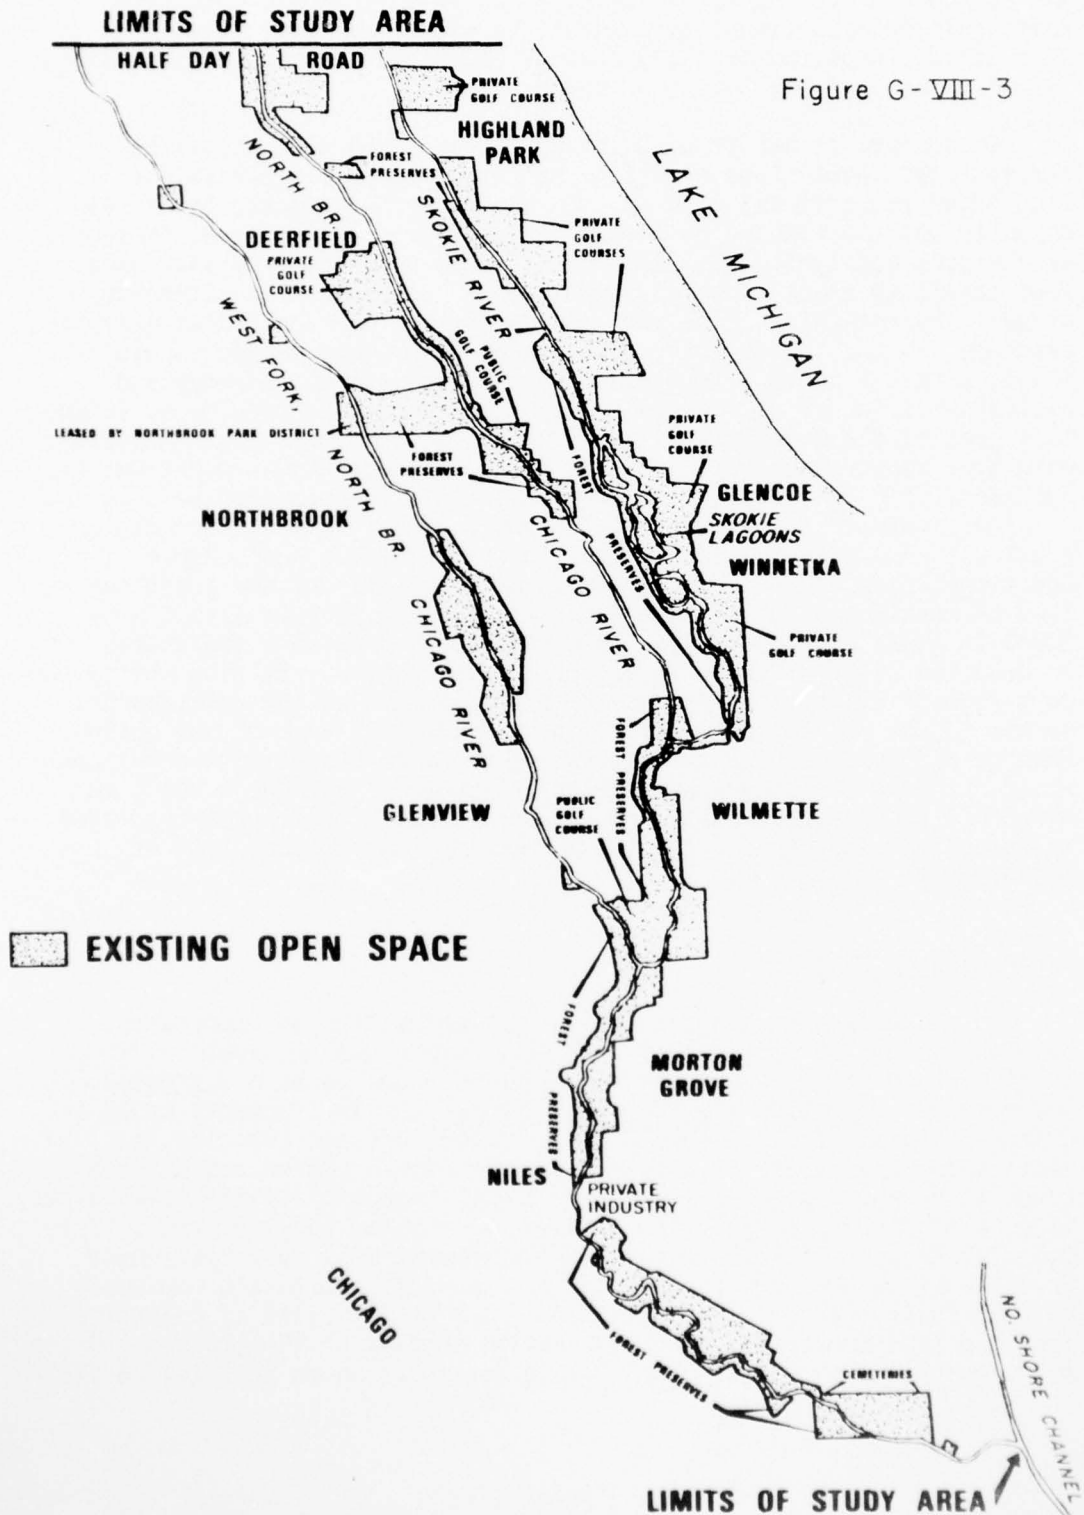 LIMITS OF STUDY AREA
HALF DAY ROAD
Figure G-VIII-3
PRIVATE
GOLF COURSE
HIGHLAND
PARK
NORTH BR.
FOREST
PRESERVES
SKOKIE RIVER
LAKE MICHIGAN
PRIVATE
GOLF
COURSES
DEERFIELD
PRIVATE
GOLF
COURSE
WEST FORK,
PUBLIC
GOLF COURSE
LEASED BY NORTHBROOK PARK DISTRICT
FOREST
PRESERVES
PRIVATE
GOLF
COURSE
FOREST
PRESERVES
GLENCOE
SKOKIE
LAGOONS
NORTHBROOK
NORTH BR.
CHICAGO RIVER
WINNETKA
CHICAGO RIVER
PRIVATE
GOLF COURSE
FOREST PRESERVES
GLENVIEW
PUBLIC
GOLF
COURSE
WILMETTE
EXISTING OPEN SPACE
FOREST
PRESERVES
MORTON
GROVE
NILES
PRIVATE
INDUSTRY
CHICAGO
FOREST PRESERVES
CEMETERIES
NO. SHORE CHANNEL
LIMITS OF STUDY AREA